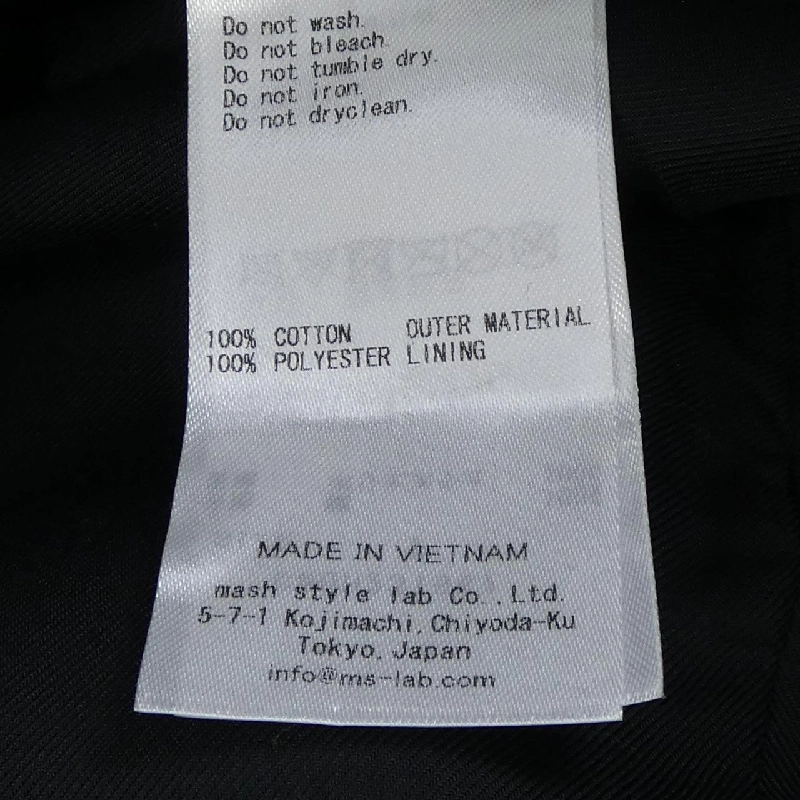 Do not wash.
Do not bleach.
Do not tumble dry.
Do not iron.
Do not dryclean.
100% COTTON OUTER MATERIAL
100% POLYESTER LINING
MADE IN VIETNAM
mash style lab Co.,Ltd.
5-7-1 Kojimachi,Chiyoda-Ku
Tokyo, Japan
info@ms-lab.com